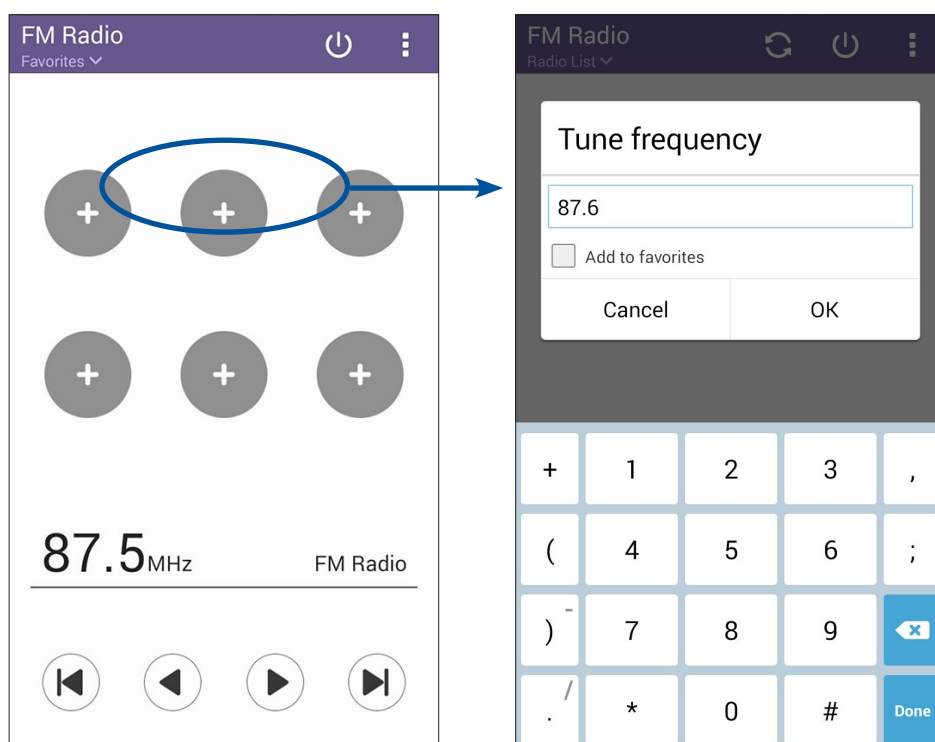 FM Radio
Favorites
+ + +
+ + +
87.5MHz FM Radio
FM Radio
Radio List
Tune frequency
87.6
Add to favorites
Cancel OK
+ 1 2 3 ,
( 4 5 6 ;
) - 7 8 9
. / * 0 # Done